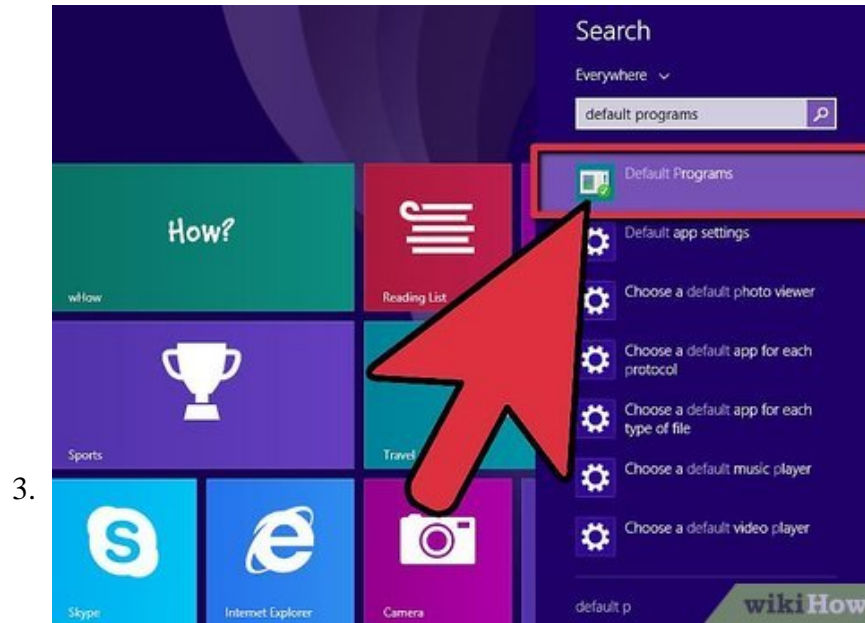 Search
Everywhere
default programs
Default Programs
Default app settings
Choose a default photo viewer
Choose a default app for each
protocol
Choose a default app for each
type of file
Choose a default music player
Choose a default video player
default p
How?
wHow
Reading List
Sports
Travel
3.
Skype
Internet Explorer
Camera
wikiHow